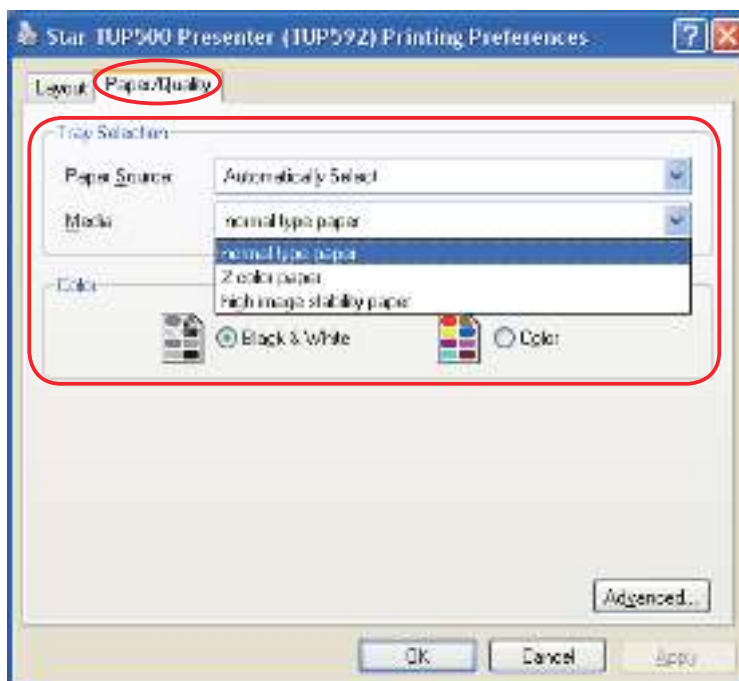 Star TUP500 Presenter (TUP592) Printing Preferences
Layout Paper/Quality
Tray Selection
Paper Source: Automatically Select
Media: normal type paper
normal type paper
2 color paper
high image stability paper
Color
Black & White Color
Advanced...
OK Cancel Apply